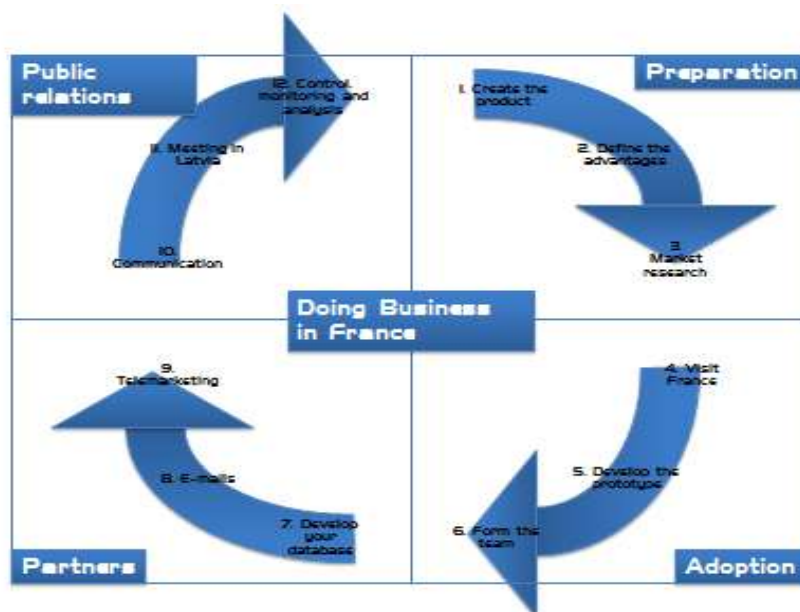 Public
relations
12. Control,
monitoring and
analysis
11. Meeting in
Latvia
10.
Communication
Preparation
1. Create the
product
2. Define the
advantages
3.
Market
research
Doing Business
in France
9.
Telemarketing
8. E-mails
7. Develop
your
database
Partners
4. Visit
France
5. Develop the
prototype
6. Form the
team
Adoption